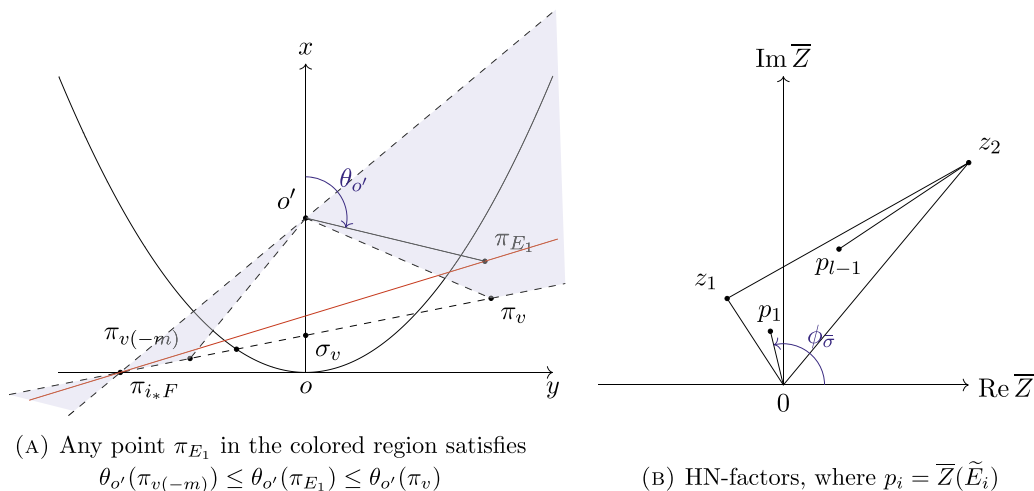 x
o′
θ_{o′}
π_{E_1}
π_{v(−m)}
π_v
σ_v
π_{i_*F}
o
y
(A) Any point π_{E_1} in the colored region satisfies
θ_{o′}(π_{v(−m)}) ≤ θ_{o′}(π_{E_1}) ≤ θ_{o′}(π_v)
Im \overline{Z}
z_2
z_1
p_{l−1}
p_1
ϕ_{\overline{σ}}
0
Re \overline{Z}
(B) HN-factors, where p_i = \overline{Z}(\widetilde{E}_i)